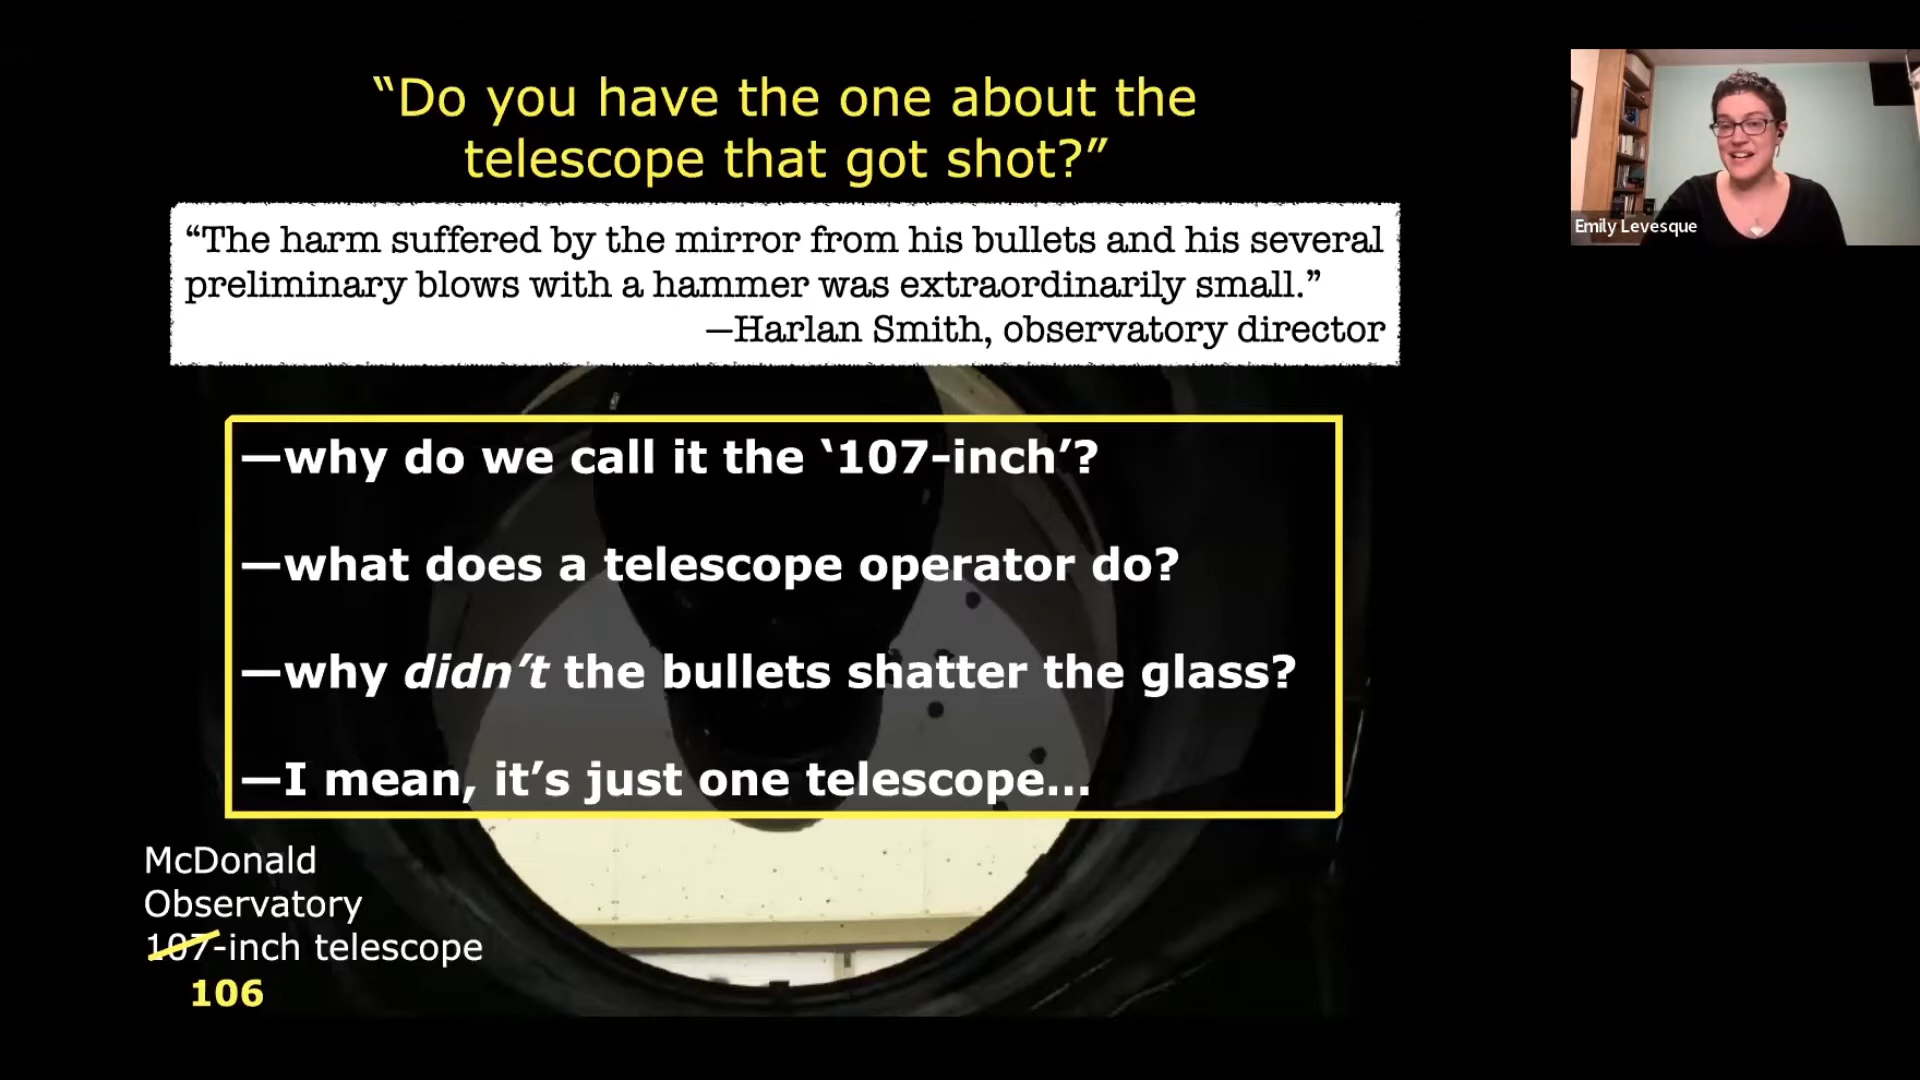 “Do you have the one about the
telescope that got shot?”
“The harm suffered by the mirror from his bullets and his several
preliminary blows with a hammer was extraordinarily small.”
—Harlan Smith, observatory director
—why do we call it the ‘107-inch’?
—what does a telescope operator do?
—why didn’t the bullets shatter the glass?
—I mean, it’s just one telescope...
McDonald
Observatory
107-inch telescope
106
Emily Levesque